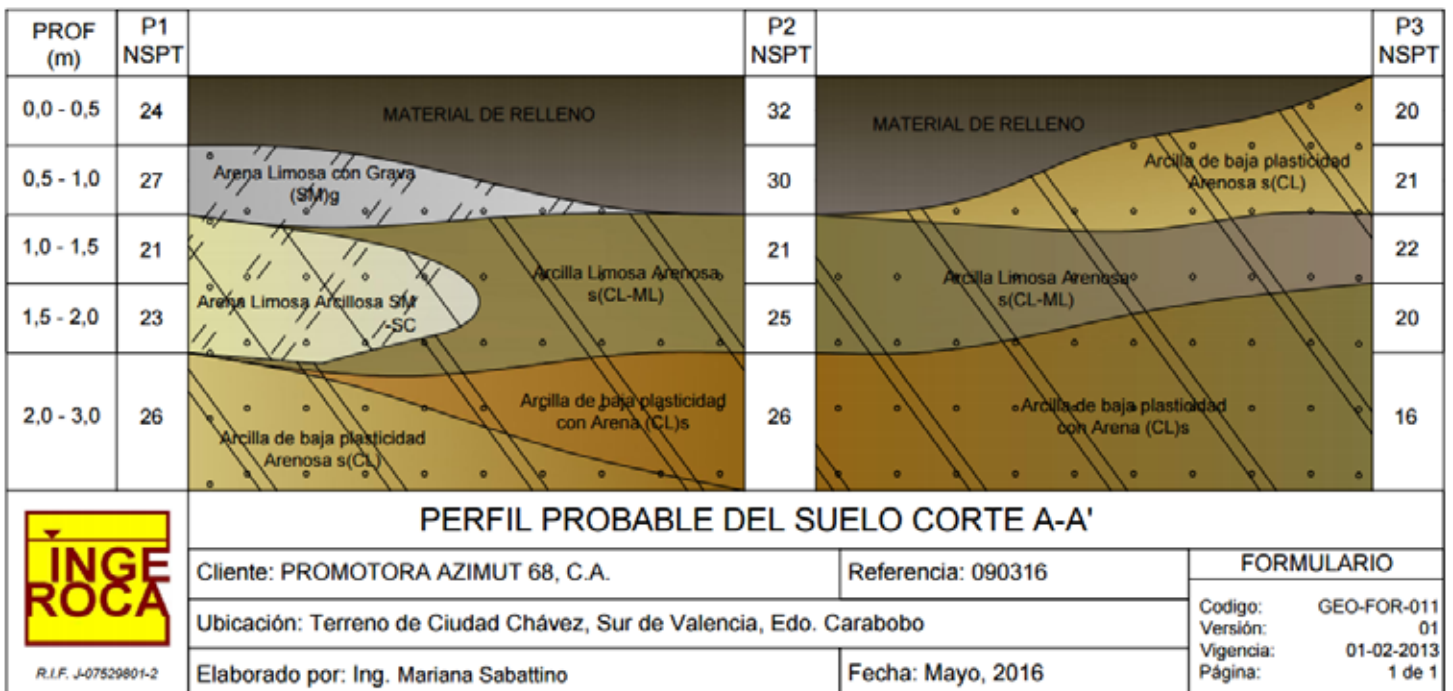 PROF
(m)
P1
NSPT
P2
NSPT
P3
NSPT
0,0 - 0,5
24
MATERIAL DE RELLENO
32
MATERIAL DE RELLENO
20
0,5 - 1,0
27
Arena Limosa con Grava
(SM)g
30
Arcilla de baja plasticidad
Arenosa s(CL)
21
1,0 - 1,5
21
Arcilla Limosa Arenosa
s(CL-ML)
21
Arcilla Limosa Arenosa
s(CL-ML)
22
1,5 - 2,0
23
Arena Limosa Arcillosa SM
-SC
25
20
2,0 - 3,0
26
Arcilla de baja plasticidad
Arenosa s(CL)
Arcilla de baja plasticidad
con Arena (CL)s
26
Arcilla de baja plasticidad
con Arena (CL)s
16
INGE
ROCA
R.I.F. J-07529801-2
PERFIL PROBABLE DEL SUELO CORTE A-A'
Cliente: PROMOTORA AZIMUT 68, C.A.
Referencia: 090316
Ubicación: Terreno de Ciudad Chávez, Sur de Valencia, Edo. Carabobo
Elaborado por: Ing. Mariana Sabattino
Fecha: Mayo, 2016
FORMULARIO
Codigo: GEO-FOR-011
Versión: 01
Vigencia: 01-02-2013
Página: 1 de 1